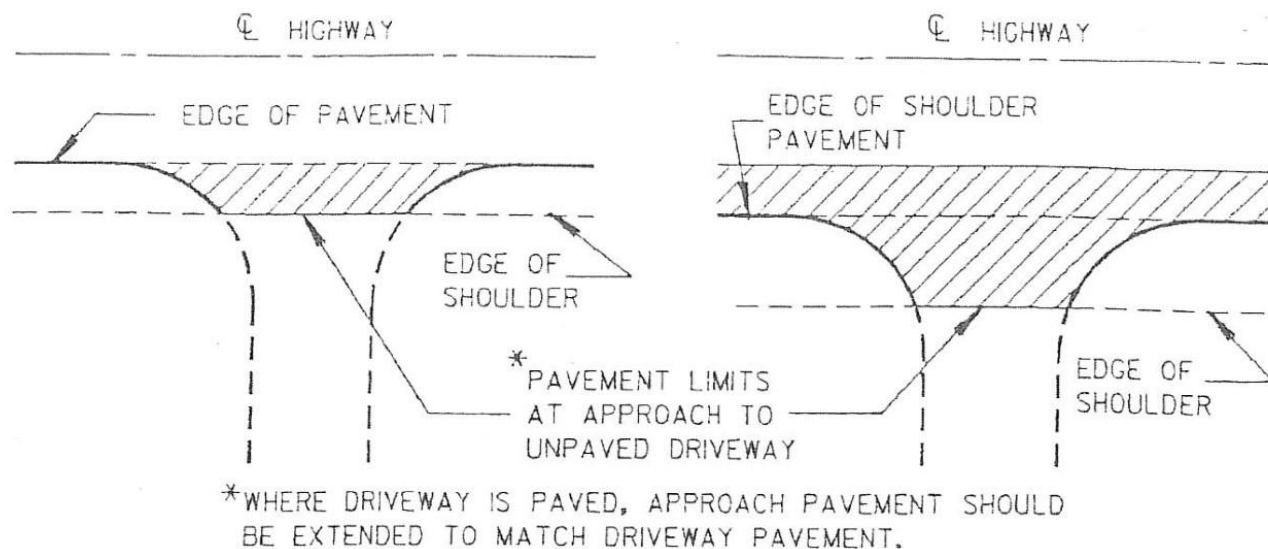 ℄ HIGHWAY
EDGE OF PAVEMENT
EDGE OF
SHOULDER
℄ HIGHWAY
EDGE OF SHOULDER
PAVEMENT
EDGE OF
SHOULDER
*PAVEMENT LIMITS
AT APPROACH TO
UNPAVED DRIVEWAY
*WHERE DRIVEWAY IS PAVED, APPROACH PAVEMENT SHOULD
BE EXTENDED TO MATCH DRIVEWAY PAVEMENT.